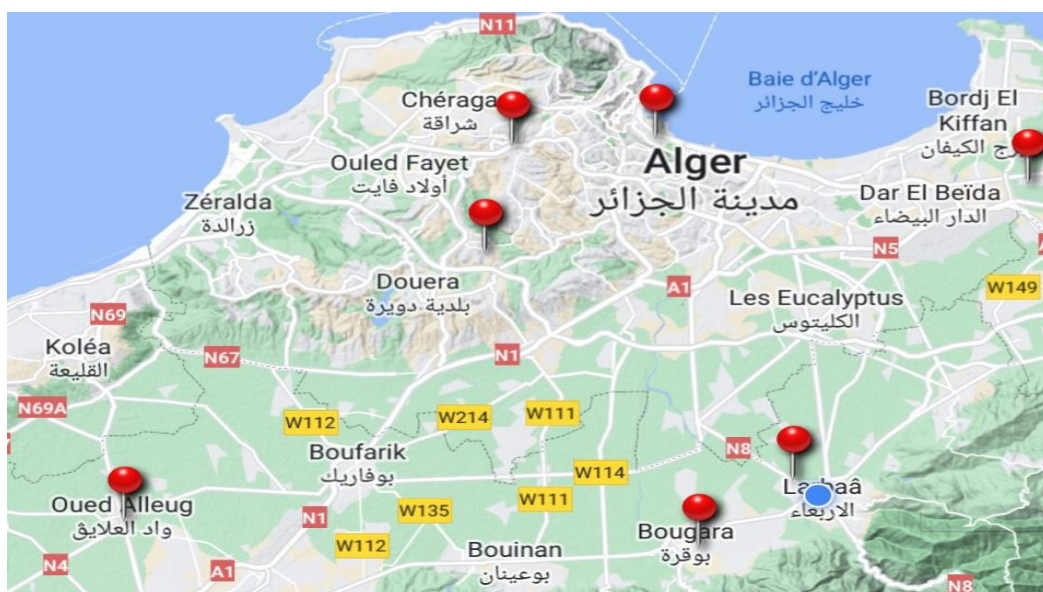 N11
Baie d'Alger
خليج الجزائر
Chéraga
شراقة
Bordj El
Kiffan
برج الكيفان
Ouled Fayet
أولاد فايت
Alger
مدينة الجزائر
Zéralda
زرالدة
Dar El Beïda
الدار البيضاء
N5
Douera
بلدية دويرة
A1
Les Eucalyptus
الكليتوس
W149
N69
Koléa
القليعة
N67
N1
N69A
W112
W214
W111
Boufarik
بوفاريك
N8
W114
Larbaâ
الاربعاء
Oued Alleug
واد العلايق
N1
W135
W111
Bougara
بوقرة
W112
Bouinan
بوعينان
N4
A1
N8